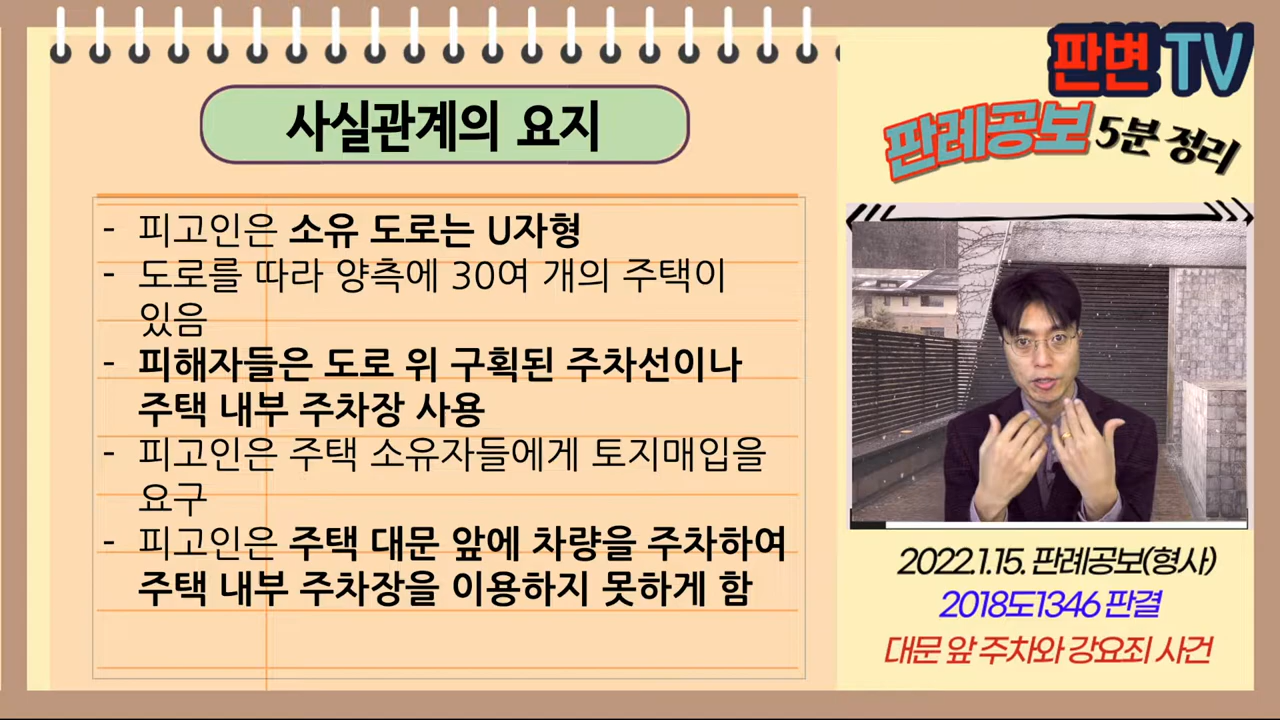 사실관계의 요지
- 피고인은 소유 도로는 U자형
- 도로를 따라 양측에 30여 개의 주택이
있음
- 피해자들은 도로 위 구획된 주차선이나
주택 내부 주차장 사용
- 피고인은 주택 소유자들에게 토지매입을
요구
- 피고인은 주택 대문 앞에 차량을 주차하여
주택 내부 주차장을 이용하지 못하게 함
판변 TV
판례공보 5분 정리
2022.1.15. 판례공보(형사)
2018도1346 판결
대문 앞 주차와 강요죄 사건